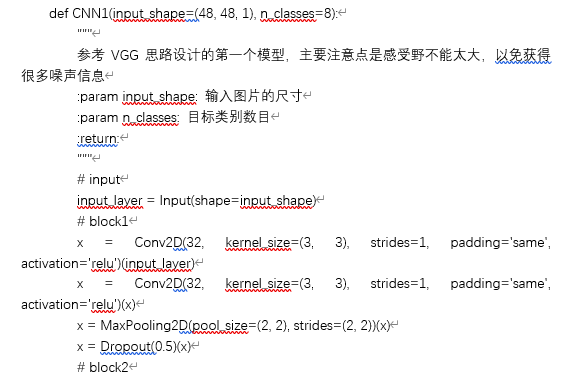 def CNN1(input_shape=(48, 48, 1), n_classes=8):
"""
参考 VGG 思路设计的第一个模型，主要注意点是感受野不能太大，以免获得
很多噪声信息
:param input_shape: 输入图片的尺寸
:param n_classes: 目标类别数目
:return:
"""
# input
input_layer = Input(shape=input_shape)
# block1
x = Conv2D(32, kernel_size=(3, 3), strides=1, padding='same',
activation='relu')(input_layer)
x = Conv2D(32, kernel_size=(3, 3), strides=1, padding='same',
activation='relu')(x)
x = MaxPooling2D(pool_size=(2, 2), strides=(2, 2))(x)
x = Dropout(0.5)(x)
# block2